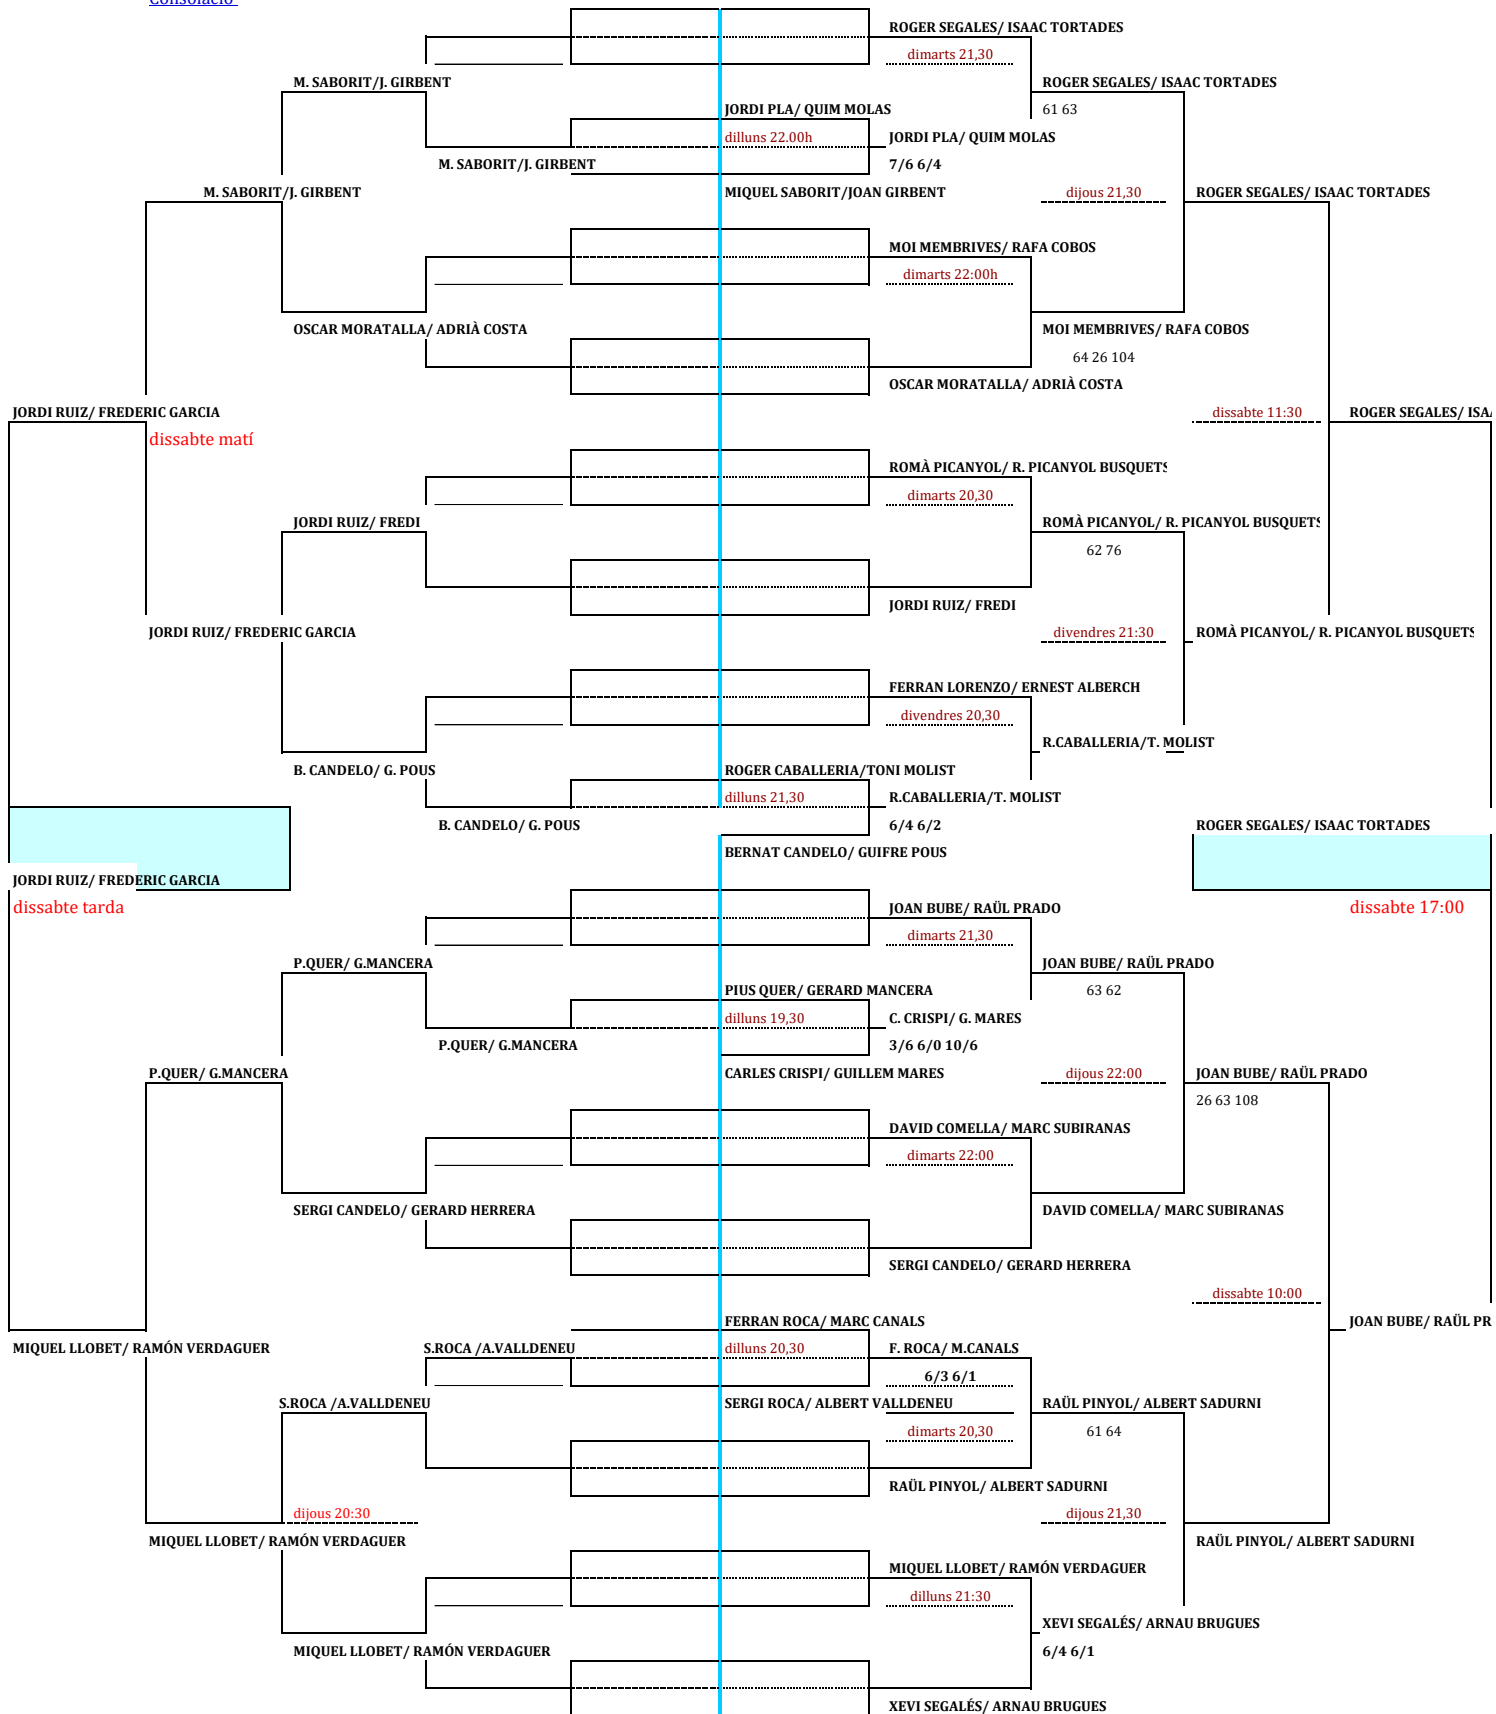 Consolació
ROGER SEGALES/ ISAAC TORTADES
dimarts 21,30
M. SABORIT/J. GIRBENT
ROGER SEGALES/ ISAAC TORTADES
JORDI PLA/ QUIM MOLAS
61 63
dilluns 22.00h
JORDI PLA/ QUIM MOLAS
M. SABORIT/J. GIRBENT
7/6 6/4
M. SABORIT/J. GIRBENT
MIQUEL SABORIT/JOAN GIRBENT
dijous 21,30
ROGER SEGALES/ ISAAC TORTADES
MOI MEMBRIVES/ RAFA COBOS
dimarts 22:00h
OSCAR MORATALLA/ ADRIÀ COSTA
MOI MEMBRIVES/ RAFA COBOS
64 26 104
OSCAR MORATALLA/ ADRIÀ COSTA
JORDI RUIZ/ FREDERIC GARCIA
dissabte 11:30
ROGER SEGALES/ ISA
dissabte matí
ROMÀ PICANYOL/ R. PICANYOL BUSQUETS
dimarts 20,30
JORDI RUIZ/ FREDI
ROMÀ PICANYOL/ R. PICANYOL BUSQUETS
62 76
JORDI RUIZ/ FREDI
JORDI RUIZ/ FREDERIC GARCIA
divendres 21:30
ROMÀ PICANYOL/ R. PICANYOL BUSQUETS
FERRAN LORENZO/ ERNEST ALBERCH
divendres 20,30
R.CABALLERIA/T. MOLIST
B. CANDELO/ G. POUS
ROGER CABALLERIA/TONI MOLIST
dilluns 21,30
R.CABALLERIA/T. MOLIST
B. CANDELO/ G. POUS
6/4 6/2
ROGER SEGALES/ ISAAC TORTADES
BERNAT CANDELO/ GUIFRE POUS
JORDI RUIZ/ FREDERIC GARCIA
dissabte tarda
JOAN BUBE/ RAÜL PRADO
dissabte 17:00
dimarts 21,30
P.QUER/ G.MANCERA
JOAN BUBE/ RAÜL PRADO
PIUS QUER/ GERARD MANCERA
63 62
dilluns 19,30
C. CRISPI/ G. MARES
P.QUER/ G.MANCERA
3/6 6/0 10/6
P.QUER/ G.MANCERA
CARLES CRISPI/ GUILLEM MARES
dijous 22:00
JOAN BUBE/ RAÜL PRADO
26 63 108
DAVID COMELLA/ MARC SUBIRANAS
dimarts 22:00
SERGI CANDELO/ GERARD HERRERA
DAVID COMELLA/ MARC SUBIRANAS
SERGI CANDELO/ GERARD HERRERA
dissabte 10:00
FERRAN ROCA/ MARC CANALS
JOAN BUBE/ RAÜL PR
MIQUEL LLOBET/ RAMÓN VERDAGUER
S.ROCA /A.VALLDENEU
dilluns 20,30
F. ROCA/ M.CANALS
6/3 6/1
S.ROCA /A.VALLDENEU
SERGI ROCA/ ALBERT VALLDENEU
RAÜL PINYOL/ ALBERT SADURNI
dimarts 20,30
61 64
RAÜL PINYOL/ ALBERT SADURNI
dijous 20:30
dijous 21,30
MIQUEL LLOBET/ RAMÓN VERDAGUER
RAÜL PINYOL/ ALBERT SADURNI
MIQUEL LLOBET/ RAMÓN VERDAGUER
dilluns 21:30
XEVI SEGALÉS/ ARNAU BRUGUES
MIQUEL LLOBET/ RAMÓN VERDAGUER
6/4 6/1
XEVI SEGALÉS/ ARNAU BRUGUES